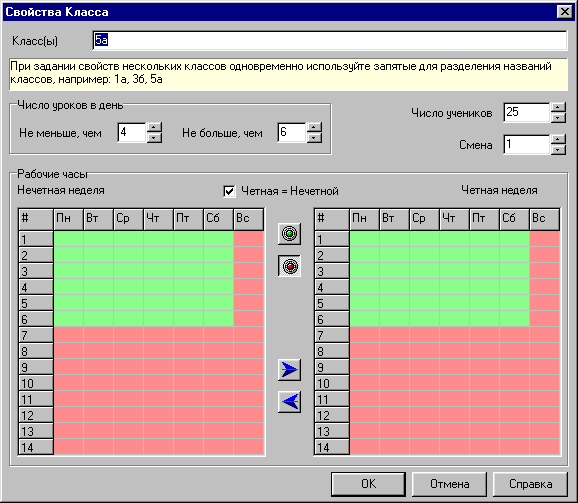 Свойства Класса
Класс(ы) 5а
При задании свойств нескольких классов одновременно используйте запятые для разделения названий
классов, например: 1а, 3б, 5а
Число уроков в день
Не меньше, чем 4 Не больше, чем 6
Число учеников 25
Смена 1
Рабочие часы
Нечетная неделя Четная = Нечетной Четная неделя
# Пн Вт Ср Чт Пт Сб Вс # Пн Вт Ср Чт Пт Сб Вс
1 1
2 2
3 3
4 4
5 5
6 6
7 7
8 8
9 9
10 10
11 11
12 12
13 13
14 14
OK Отмена Справка